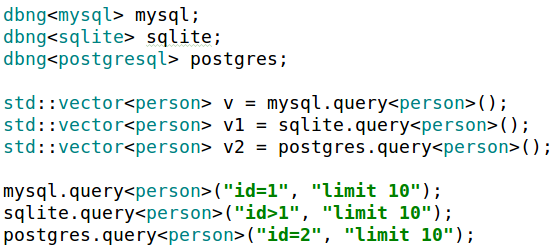 dbng<mysql> mysql;
dbng<sqlite> sqlite;
dbng<postgresql> postgres;
std::vector<person> v = mysql.query<person>();
std::vector<person> v1 = sqlite.query<person>();
std::vector<person> v2 = postgres.query<person>();
mysql.query<person>("id=1", "limit 10");
sqlite.query<person>("id>1", "limit 10");
postgres.query<person>("id=2", "limit 10");